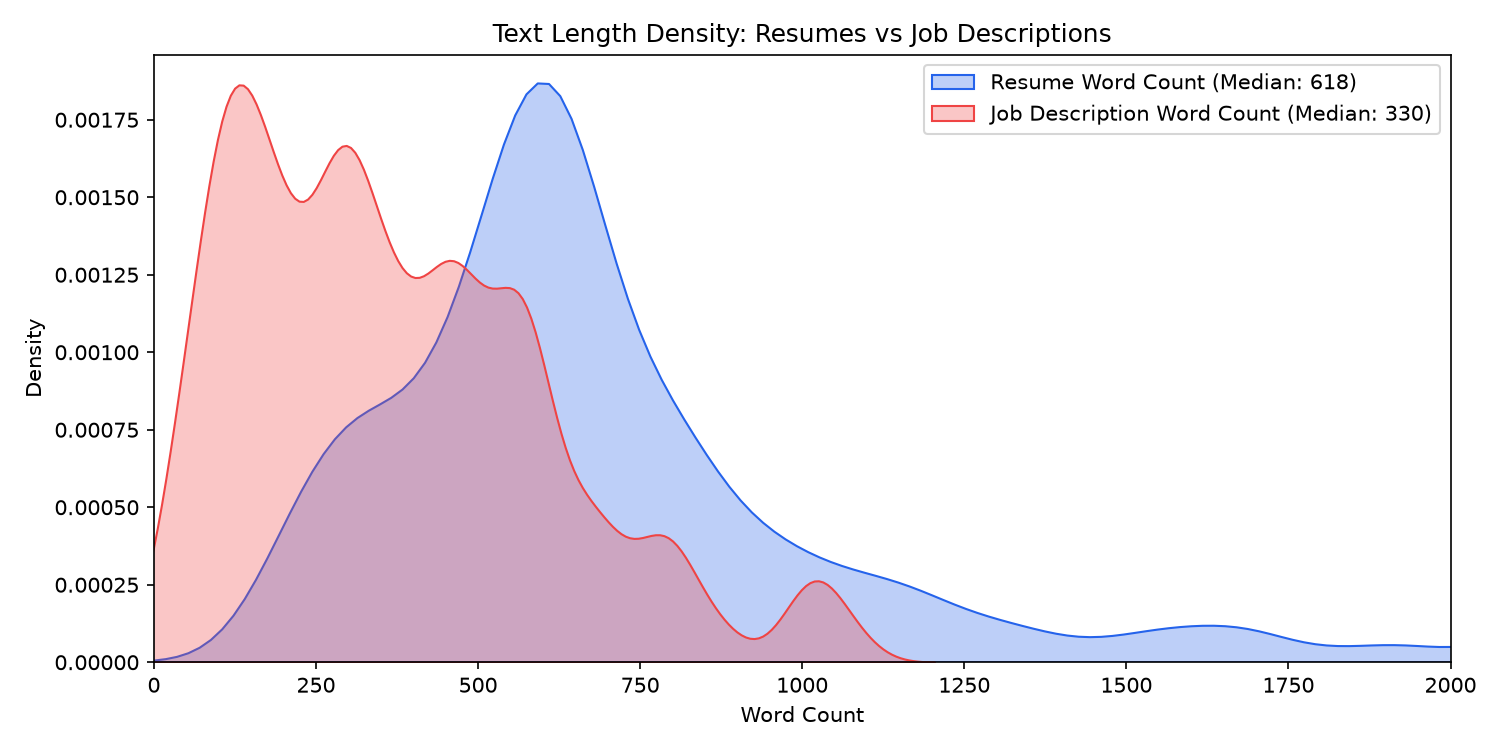 Text Length Density: Resumes vs Job Descriptions
Resume Word Count (Median: 618)
Job Description Word Count (Median: 330)
Density
0.00175
0.00150
0.00125
0.00100
0.00075
0.00050
0.00025
0.00000
0 250 500 750 1000 1250 1500 1750 2000
Word Count